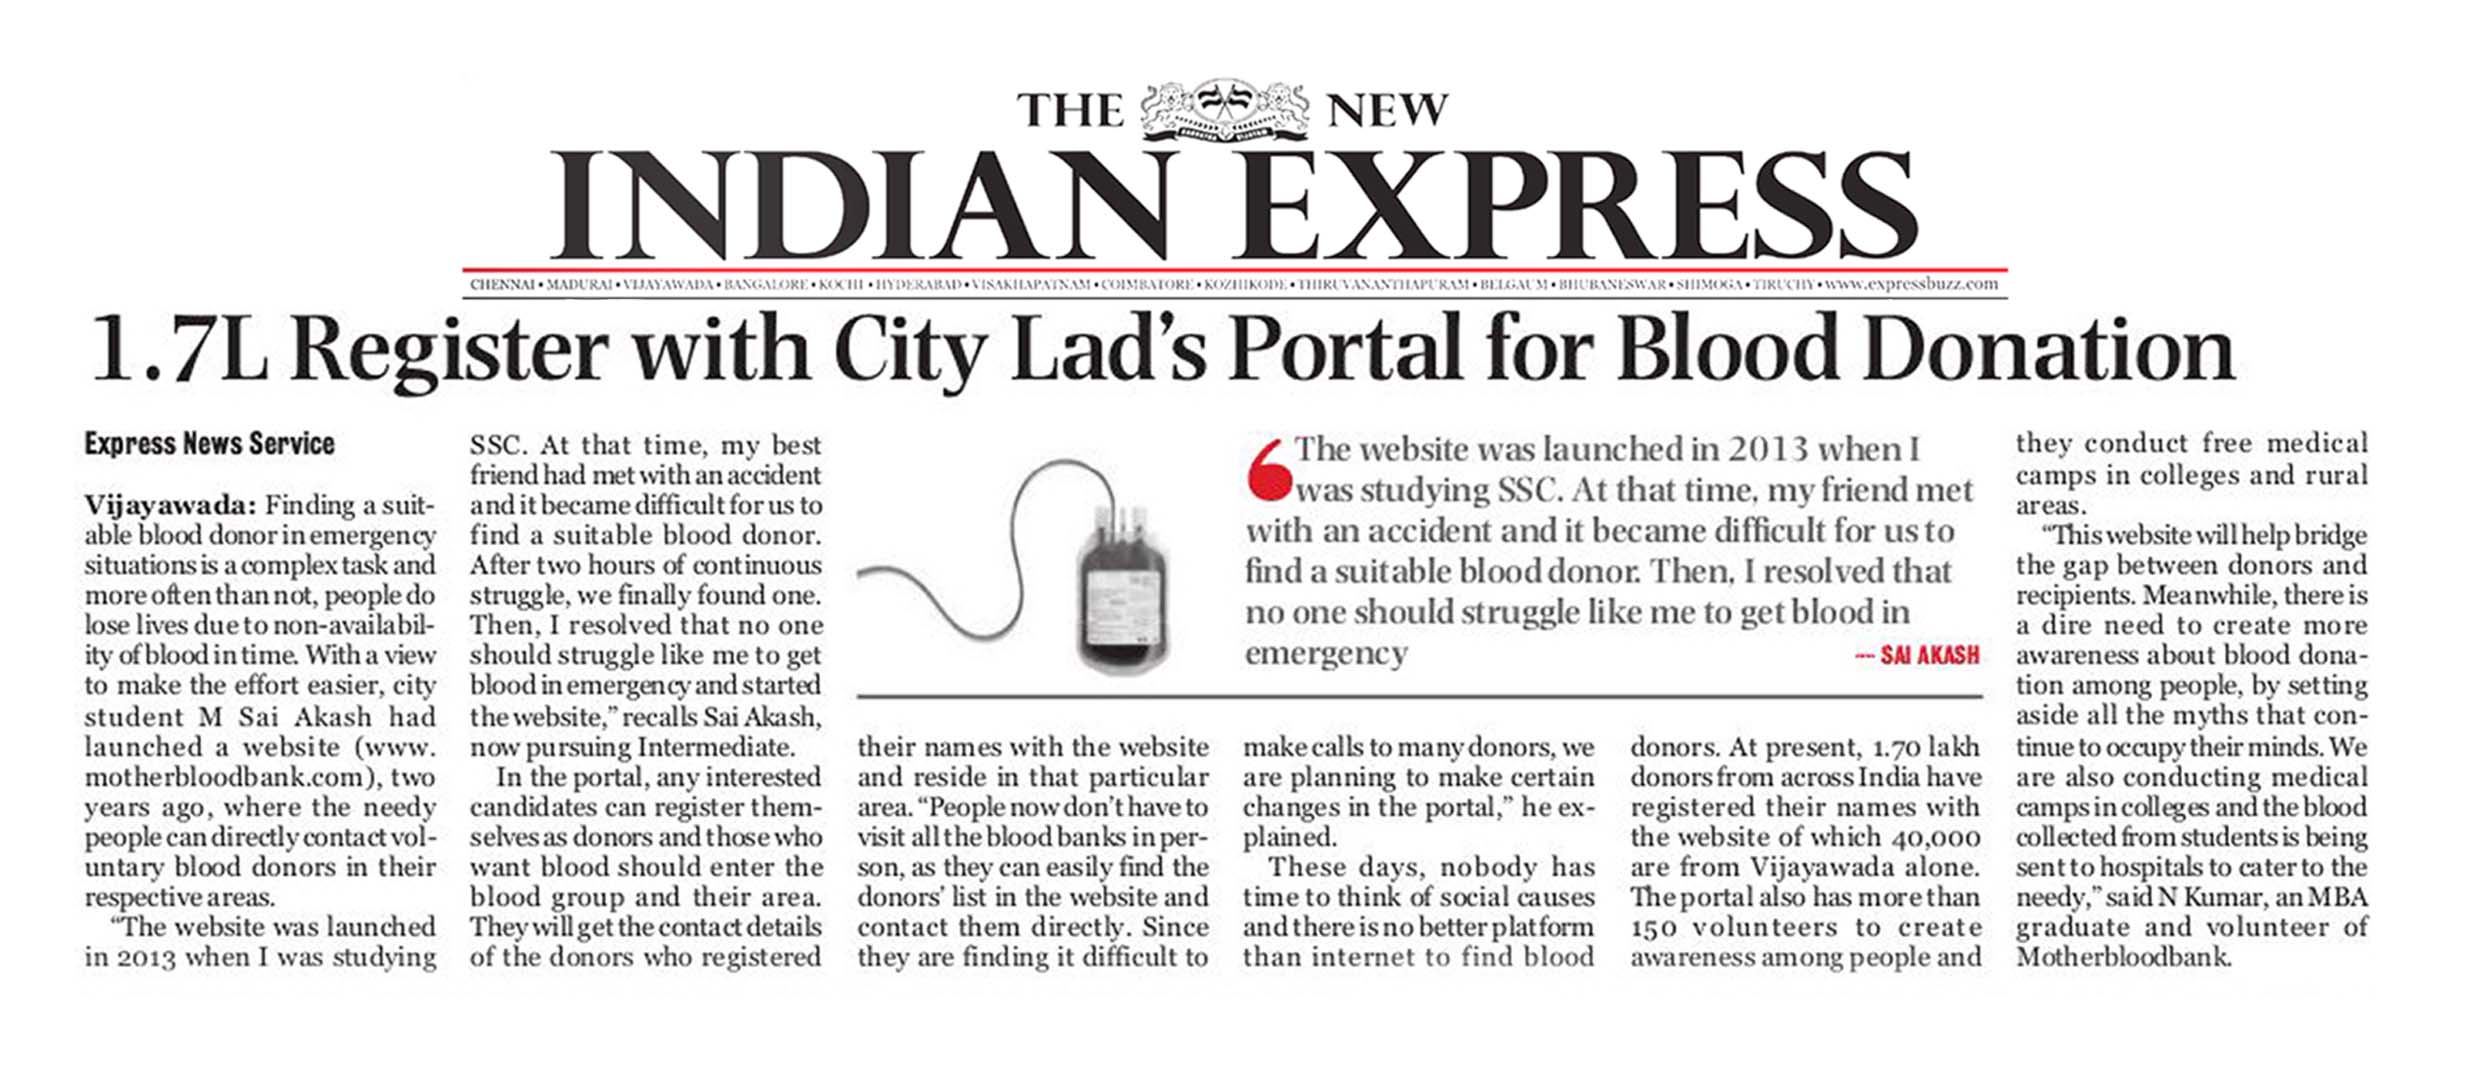 THE NEW
INDIAN EXPRESS
CHENNAI • MADURAI • VIJAYAWADA • BANGALORE • KOCHI • HYDERABAD • VISAKHAPATNAM • COIMBATORE • KOZHIKODE • THIRUVANANTHAPURAM • BELGAUM • BHUBANESWAR • SHIMOGA • TIRUCHY • www.expressbuzz.com
1.7L Register with City Lad's Portal for Blood Donation
Express News Service
Vijayawada: Finding a suit-
able blood donor in emergency
situations is a complex task and
more often than not, people do
lose lives due to non-availabil-
ity of blood in time. With a view
to make the effort easier, city
student M Sai Akash had
launched a website (www.
motherbloodbank.com), two
years ago, where the needy
people can directly contact vol-
untary blood donors in their
respective areas.
“The website was launched
in 2013 when I was studying
SSC. At that time, my best
friend had met with an accident
and it became difficult for us to
find a suitable blood donor.
After two hours of continuous
struggle, we finally found one.
Then, I resolved that no one
should struggle like me to get
blood in emergency and started
the website,” recalls Sai Akash,
now pursuing Intermediate.
In the portal, any interested
candidates can register them-
selves as donors and those who
want blood should enter the
blood group and their area.
They will get the contact details
of the donors who registered
‘The website was launched in 2013 when I
was studying SSC. At that time, my friend met
with an accident and it became difficult for us to
find a suitable blood donor. Then, I resolved that
no one should struggle like me to get blood in
emergency
— SAI AKASH
their names with the website
and reside in that particular
area. “People now don't have to
visit all the blood banks in per-
son, as they can easily find the
donors' list in the website and
contact them directly. Since
they are finding it difficult to
make calls to many donors, we
are planning to make certain
changes in the portal,” he ex-
plained.
These days, nobody has
time to think of social causes
and there is no better platform
than internet to find blood
donors. At present, 1.70 lakh
donors from across India have
registered their names with
the website of which 40,000
are from Vijayawada alone.
The portal also has more than
150 volunteers to create
awareness among people and
they conduct free medical
camps in colleges and rural
areas.
“This website will help bridge
the gap between donors and
recipients. Meanwhile, there is
a dire need to create more
awareness about blood dona-
tion among people, by setting
aside all the myths that con-
tinue to occupy their minds. We
are also conducting medical
camps in colleges and the blood
collected from students is being
sent to hospitals to cater to the
needy,” said N Kumar, an MBA
graduate and volunteer of
Motherbloodbank.